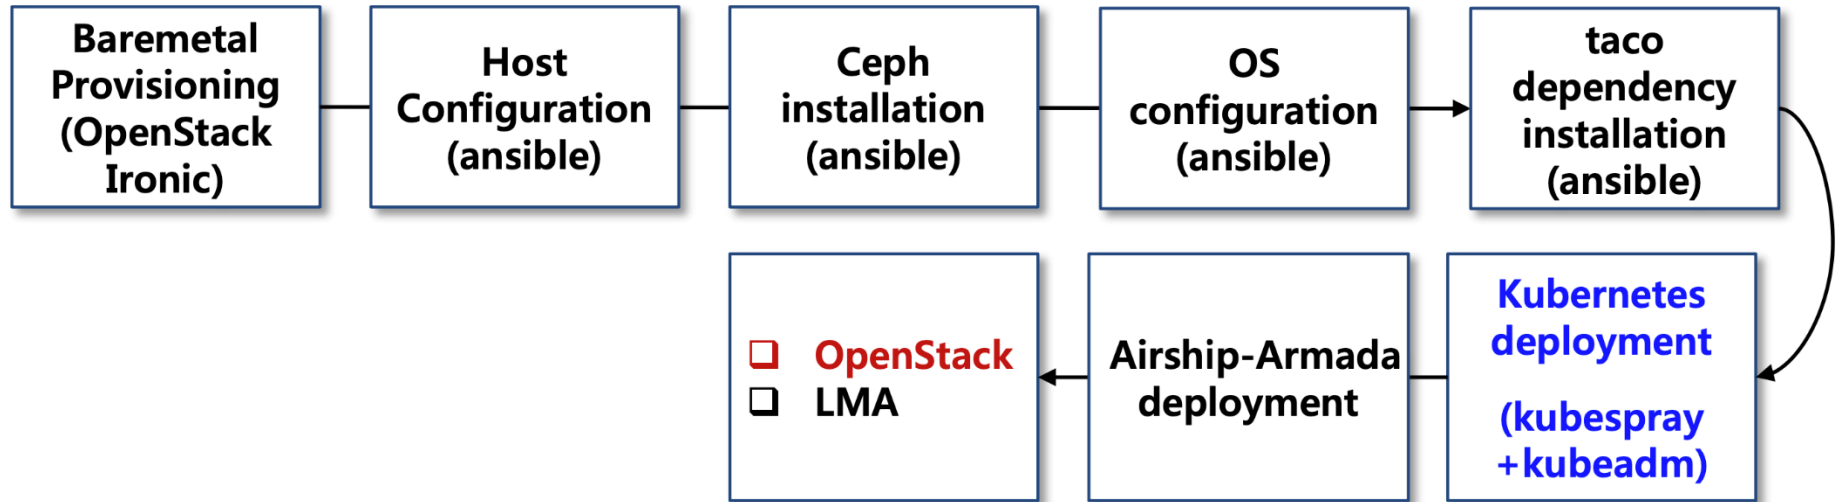 Baremetal
Provisioning
(OpenStack
Ironic)
Host
Configuration
(ansible)
Ceph
installation
(ansible)
OS
configuration
(ansible)
taco
dependency
installation
(ansible)
Kubernetes
deployment
(kubespray
+kubeadm)
Airship-Armada
deployment
❑ OpenStack
❑ LMA